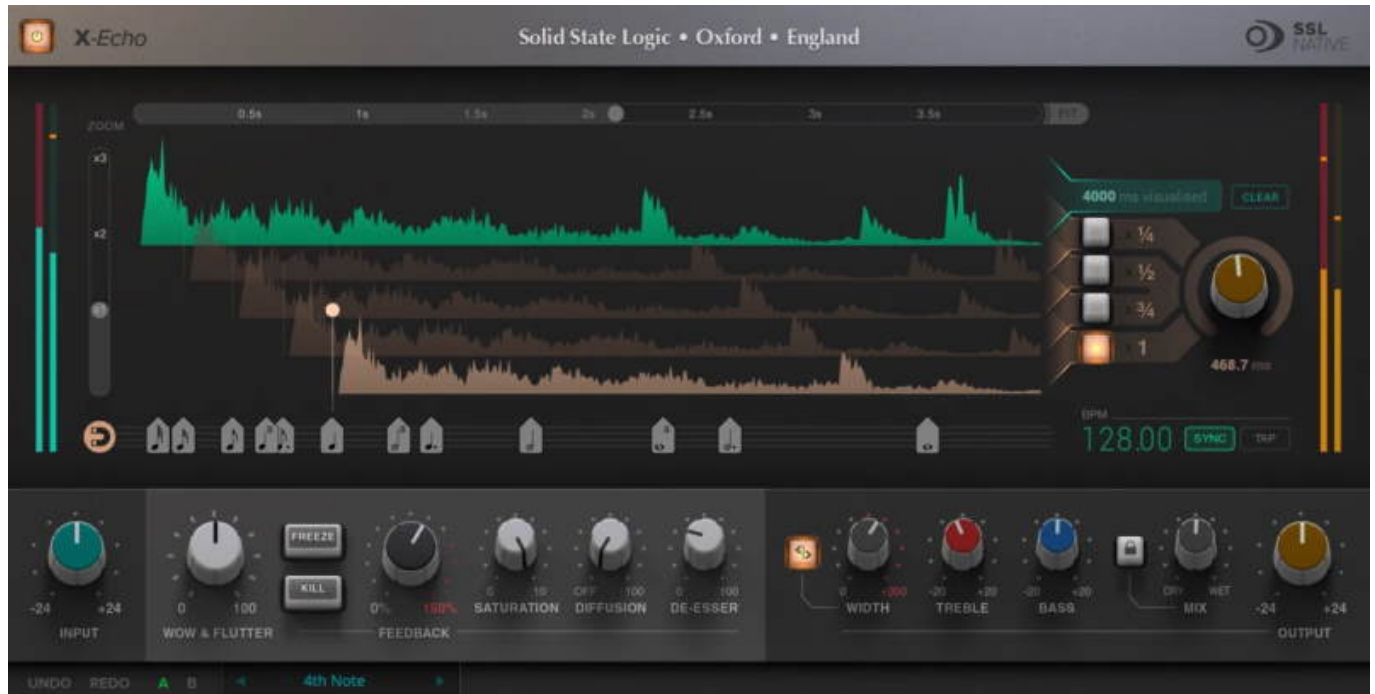 X-Echo
Solid State Logic • Oxford • England
SSL
NATIVE
ZOOM
0.5s 1s 1.5s 2s 2.5s 3s 3.5s
x3
x2
x1
4000 ms visualised CLEAR
x ¼
x ½
x ¾
x 1
468.7 ms
BPM
128.00 SYNC TAP
FREEZE
KILL
-24 +24
INPUT
0 100
WOW & FLUTTER
0% 150%
FEEDBACK
0 10
SATURATION
OFF 100
DIFFUSION
0 100
DE-ESSER
0 +200
WIDTH
-20 +20
TREBLE
-20 +20
BASS
DRY WET
MIX
-24 +24
OUTPUT
UNDO REDO A B 4th Note